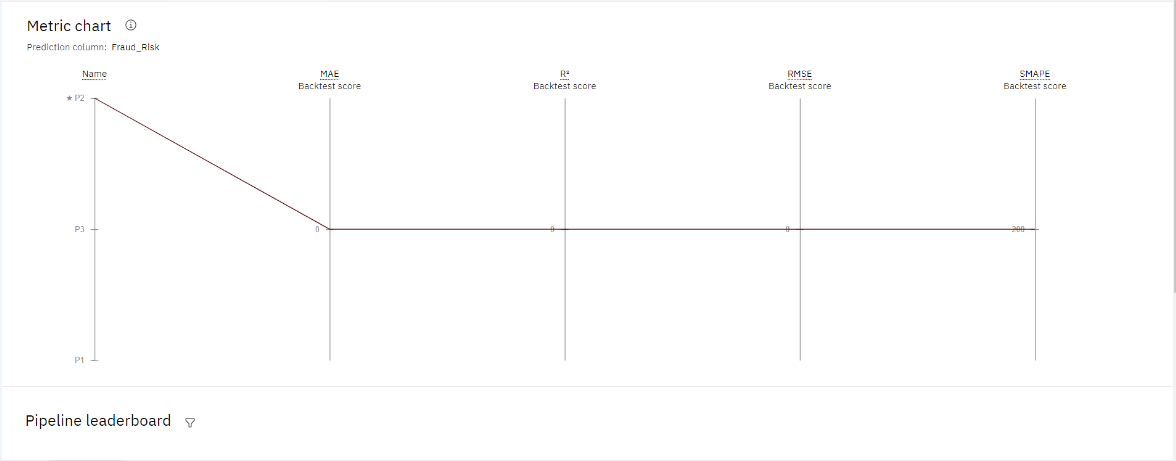 Metric chart
Prediction column: Fraud_Risk
Name
MAE
Backtest score
R²
Backtest score
RMSE
Backtest score
SMAPE
Backtest score
★ P2
P3
0
0
0
200
P1
Pipeline leaderboard